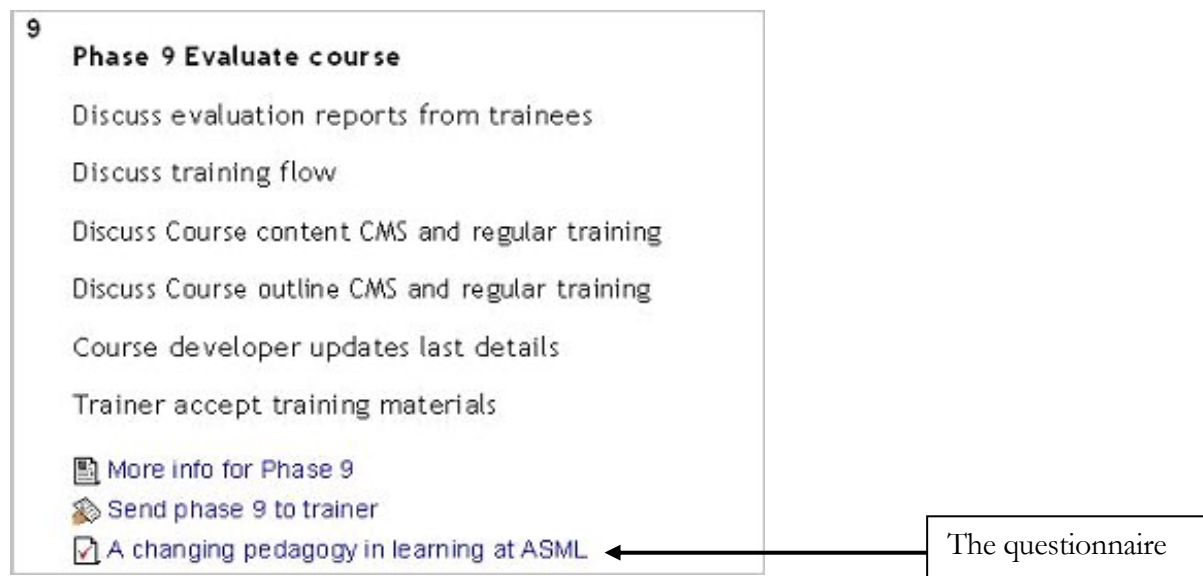 9
Phase 9 Evaluate course
Discuss evaluation reports from trainees
Discuss training flow
Discuss Course content CMS and regular training
Discuss Course outline CMS and regular training
Course developer updates last details
Trainer accept training materials
More info for Phase 9
Send phase 9 to trainer
A changing pedagogy in learning at ASML
The questionnaire